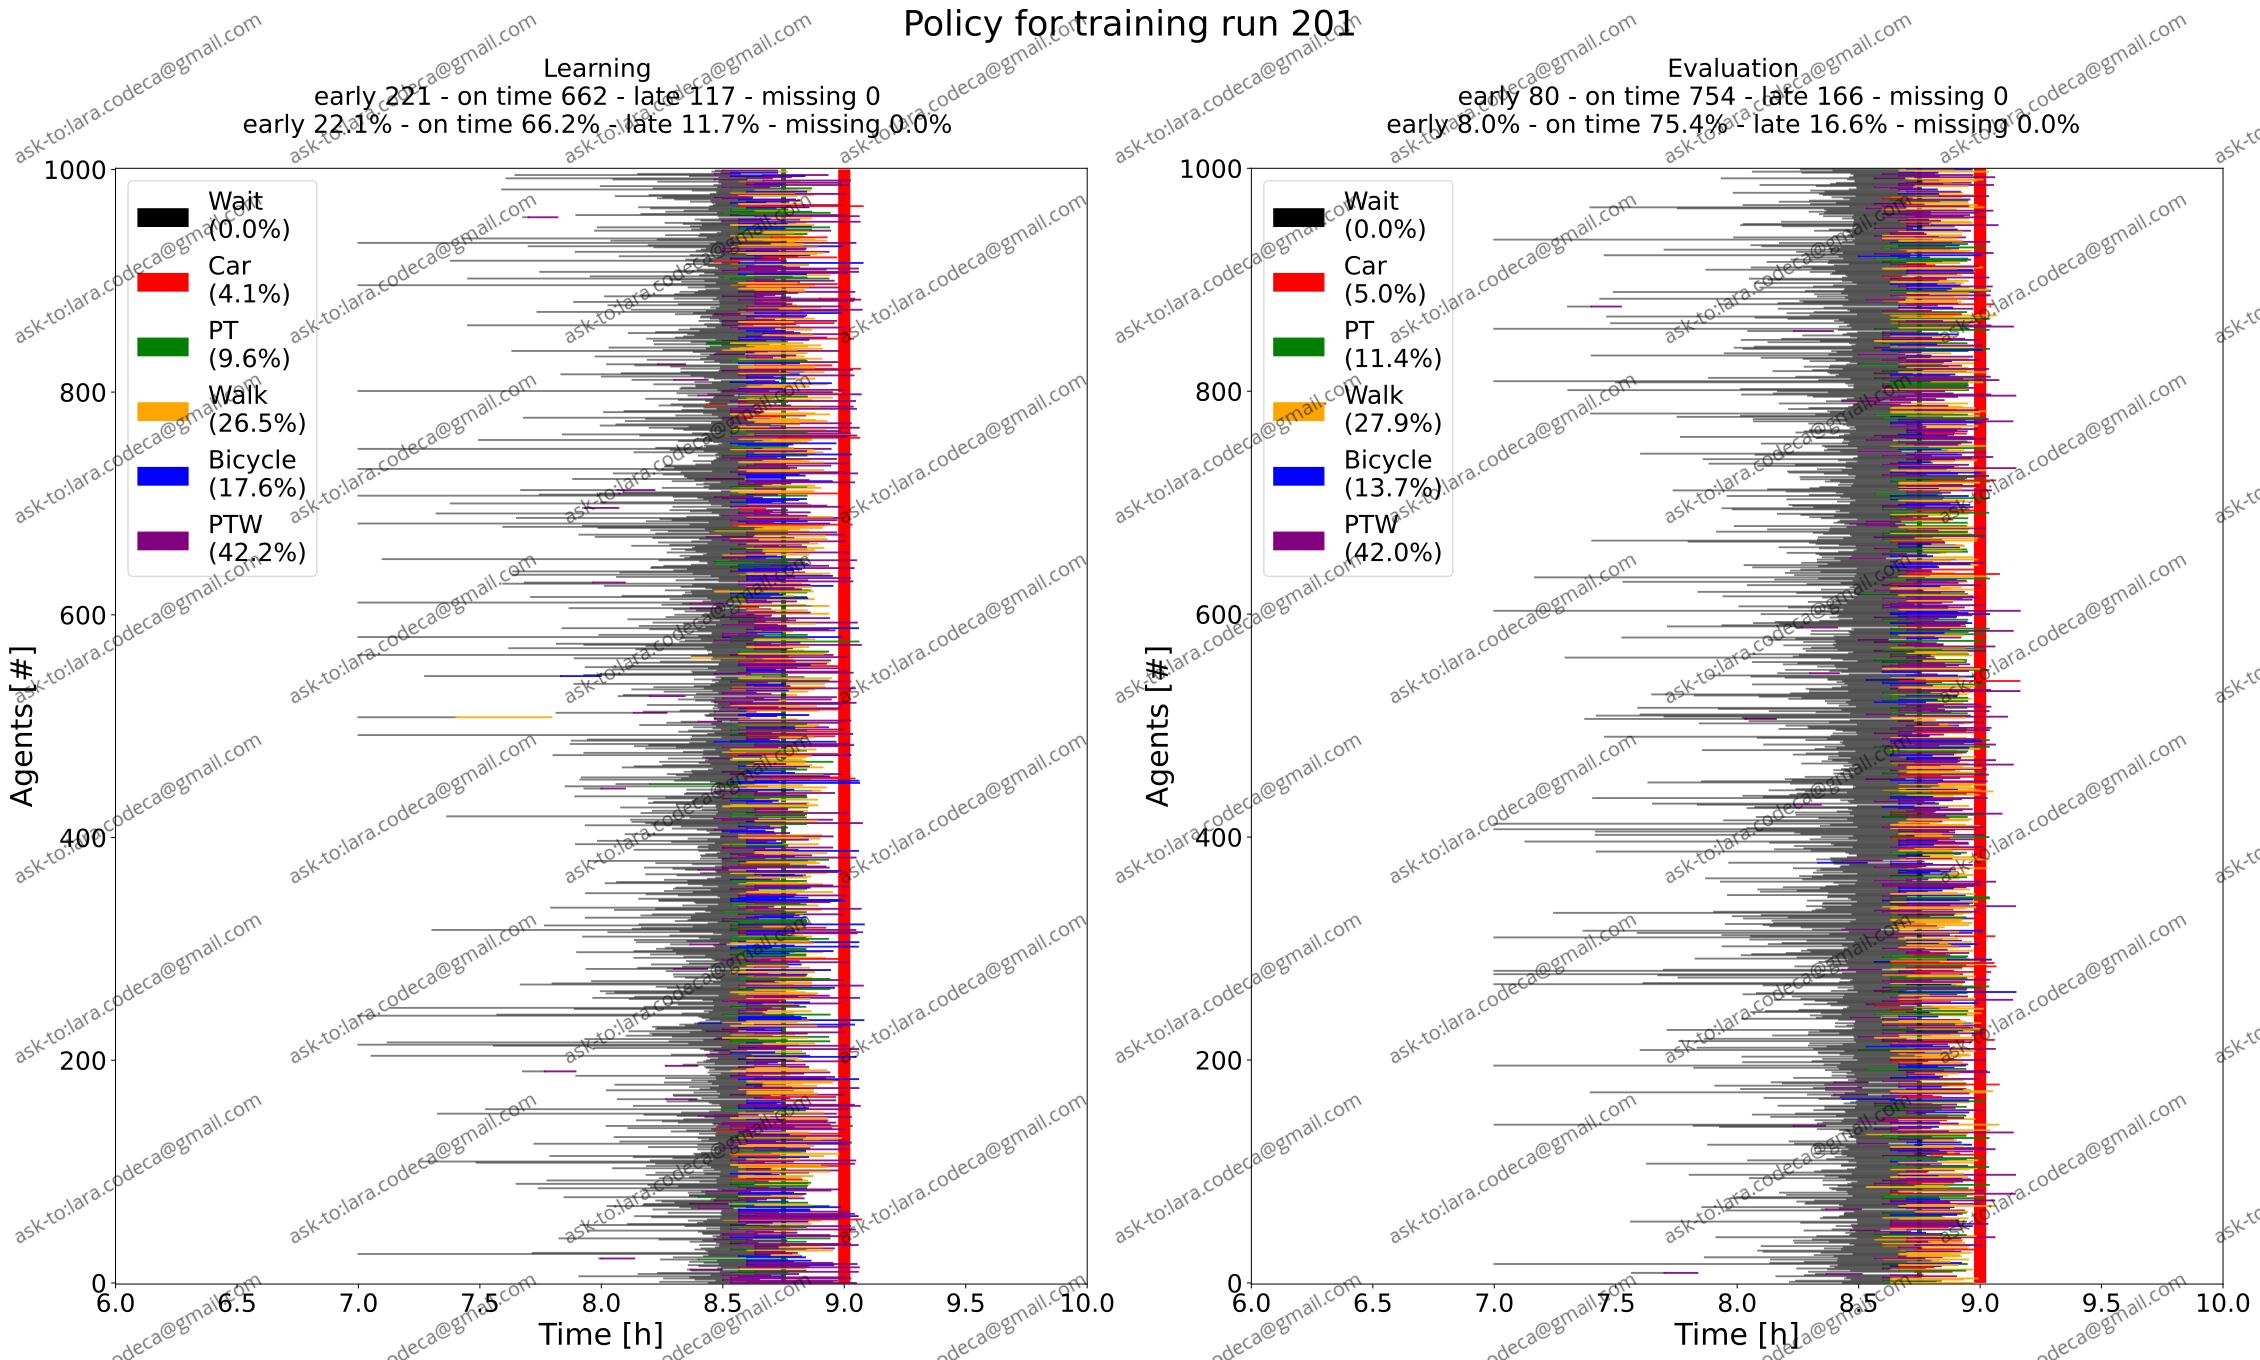 Policy for training run 201
Learning
early 221 - on time 662 - late 117 - missing 0
early 22.1% - on time 66.2% - late 11.7% - missing 0.0%
Agents [#]
1000
800
600
400
200
0
Wait
(0.0%)
Car
(4.1%)
PT
(9.6%)
Walk
(26.5%)
Bicycle
(17.6%)
PTW
(42.2%)
6.0 6.5 7.0 7.5 8.0 8.5 9.0 9.5 10.0
Time [h]
Evaluation
early 80 - on time 754 - late 166 - missing 0
early 8.0% - on time 75.4% - late 16.6% - missing 0.0%
Agents [#]
1000
800
600
400
200
0
Wait
(0.0%)
Car
(5.0%)
PT
(11.4%)
Walk
(27.9%)
Bicycle
(13.7%)
PTW
(42.0%)
6.0 6.5 7.0 7.5 8.0 8.5 9.0 9.5 10.0
Time [h]
ask-to:lara.codeca@gmail.com